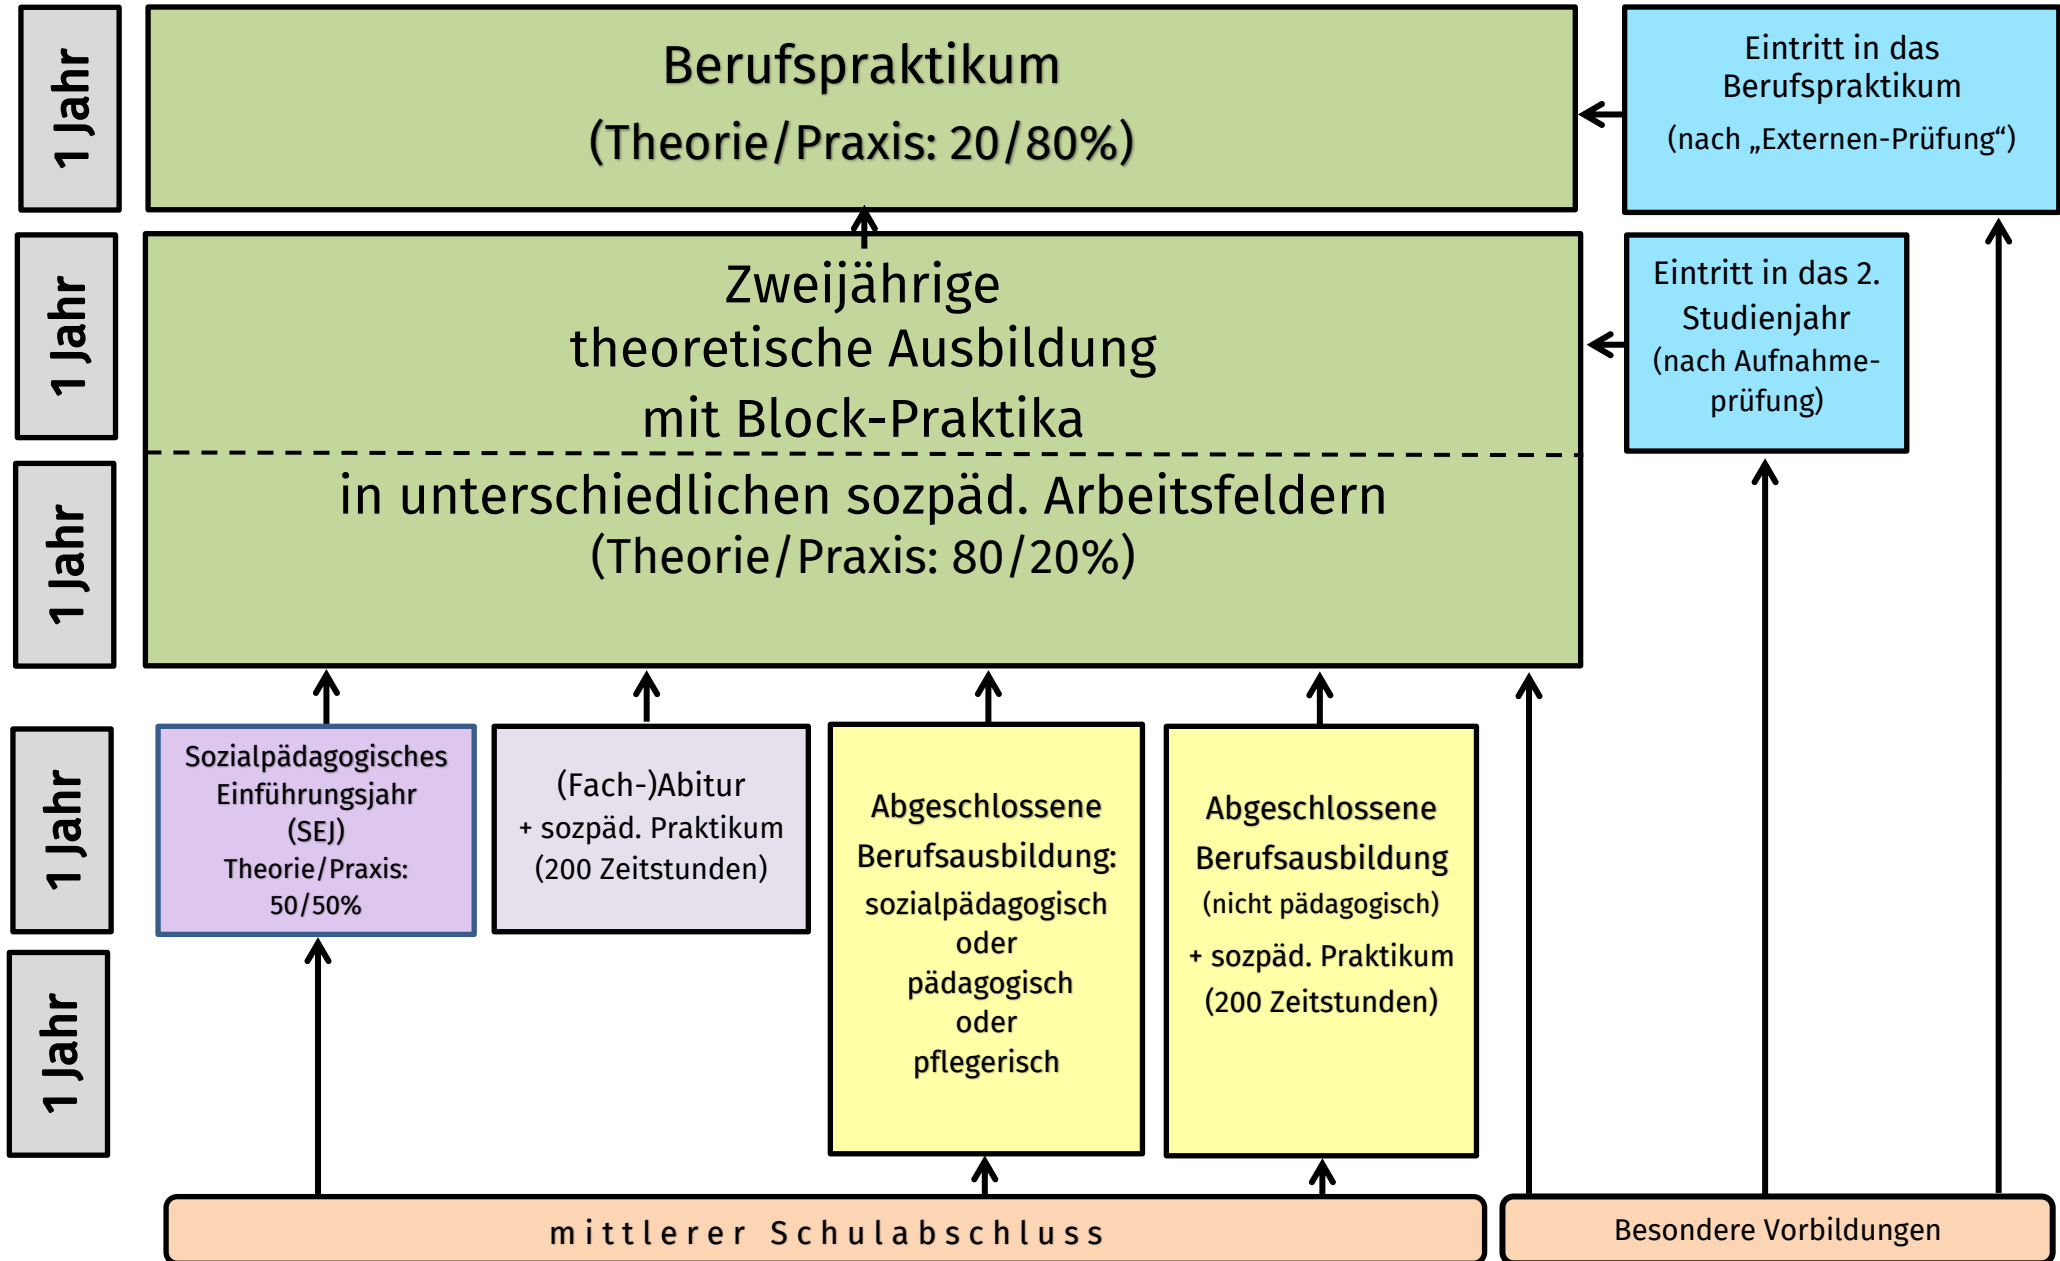 1 Jahr
Berufspraktikum
(Theorie/Praxis: 20/80%)
Eintritt in das
Berufspraktikum
(nach „Externen-Prüfung“)
1 Jahr
Zweijährige
theoretische Ausbildung
mit Block-Praktika
Eintritt in das 2.
Studienjahr
(nach Aufnahme-
prüfung)
1 Jahr
in unterschiedlichen sozpäd. Arbeitsfeldern
(Theorie/Praxis: 80/20%)
1 Jahr
Sozialpädagogisches
Einführungsjahr
(SEJ)
Theorie/Praxis:
50/50%
(Fach-)Abitur
+ sozpäd. Praktikum
(200 Zeitstunden)
Abgeschlossene
Berufsausbildung:
sozialpädagogisch
oder
pädagogisch
oder
pflegerisch
Abgeschlossene
Berufsausbildung
(nicht pädagogisch)
+ sozpäd. Praktikum
(200 Zeitstunden)
1 Jahr
mittlerer Schulabschluss
Besondere Vorbildungen